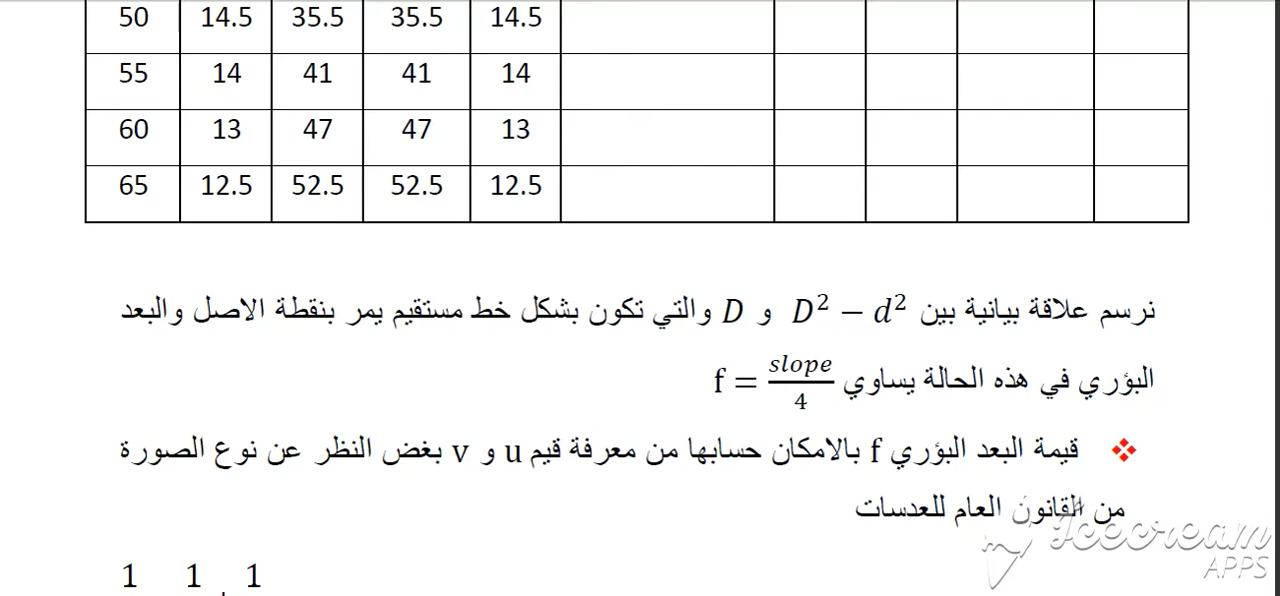 50 14.5 35.5 35.5 14.5
55 14 41 41 14
60 13 47 47 13
65 12.5 52.5 52.5 12.5
نرسم علاقة بيانية بين D² − d² و D والتي تكون بشكل خط مستقيم يمر بنقطة الاصل والبعد
البؤري في هذه الحالة يساوي f = slope/4
❖ قيمة البعد البؤري f بالامكان حسابها من معرفة قيم u و v بغض النظر عن نوع الصورة
من القانون العام للعدسات
1 1 1
Icecream
APPS